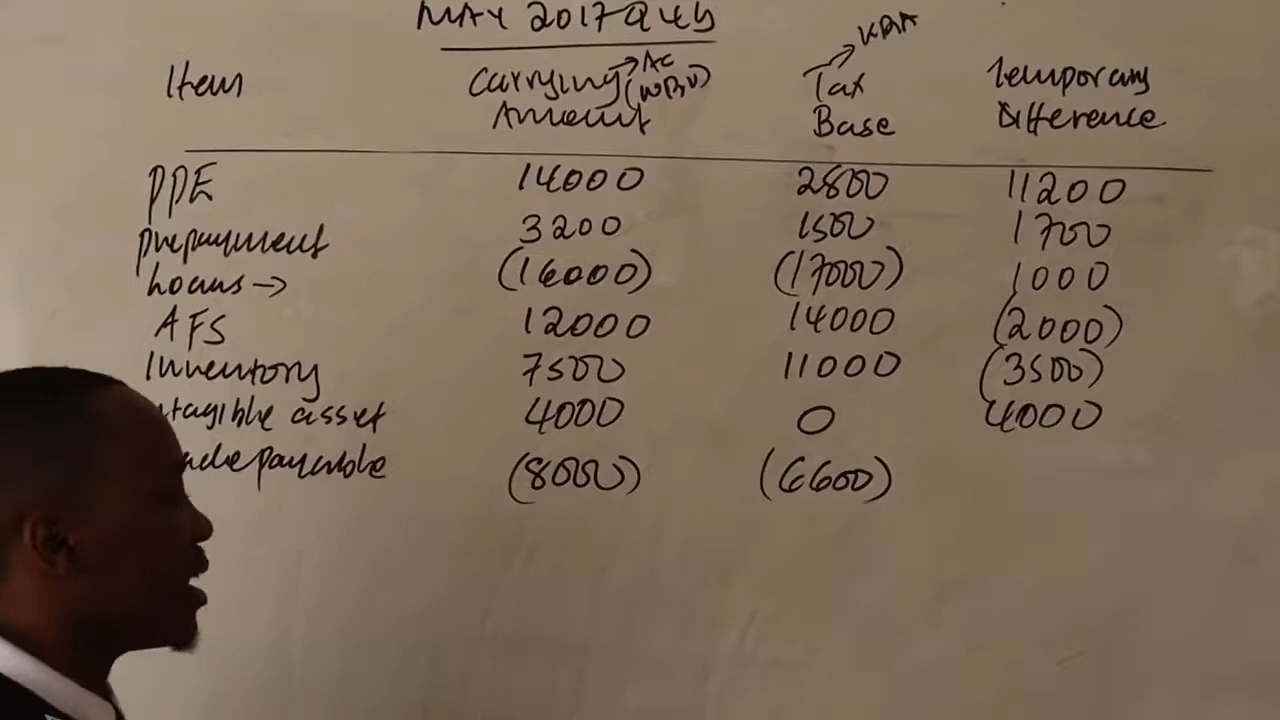 MAY 2017 Q4b
Item Carrying → AC (WBV) Amount Tax → KRA Base Temporary Difference
PPE 14000 2800 11200
prepayment 3200 1500 1700
Loans → (16000) (17000) 1000
AFS 12000 14000 (2000)
Inventory 7500 11000 (3500)
tagible asset 4000 0 4000
adepayable (8000) (6600)